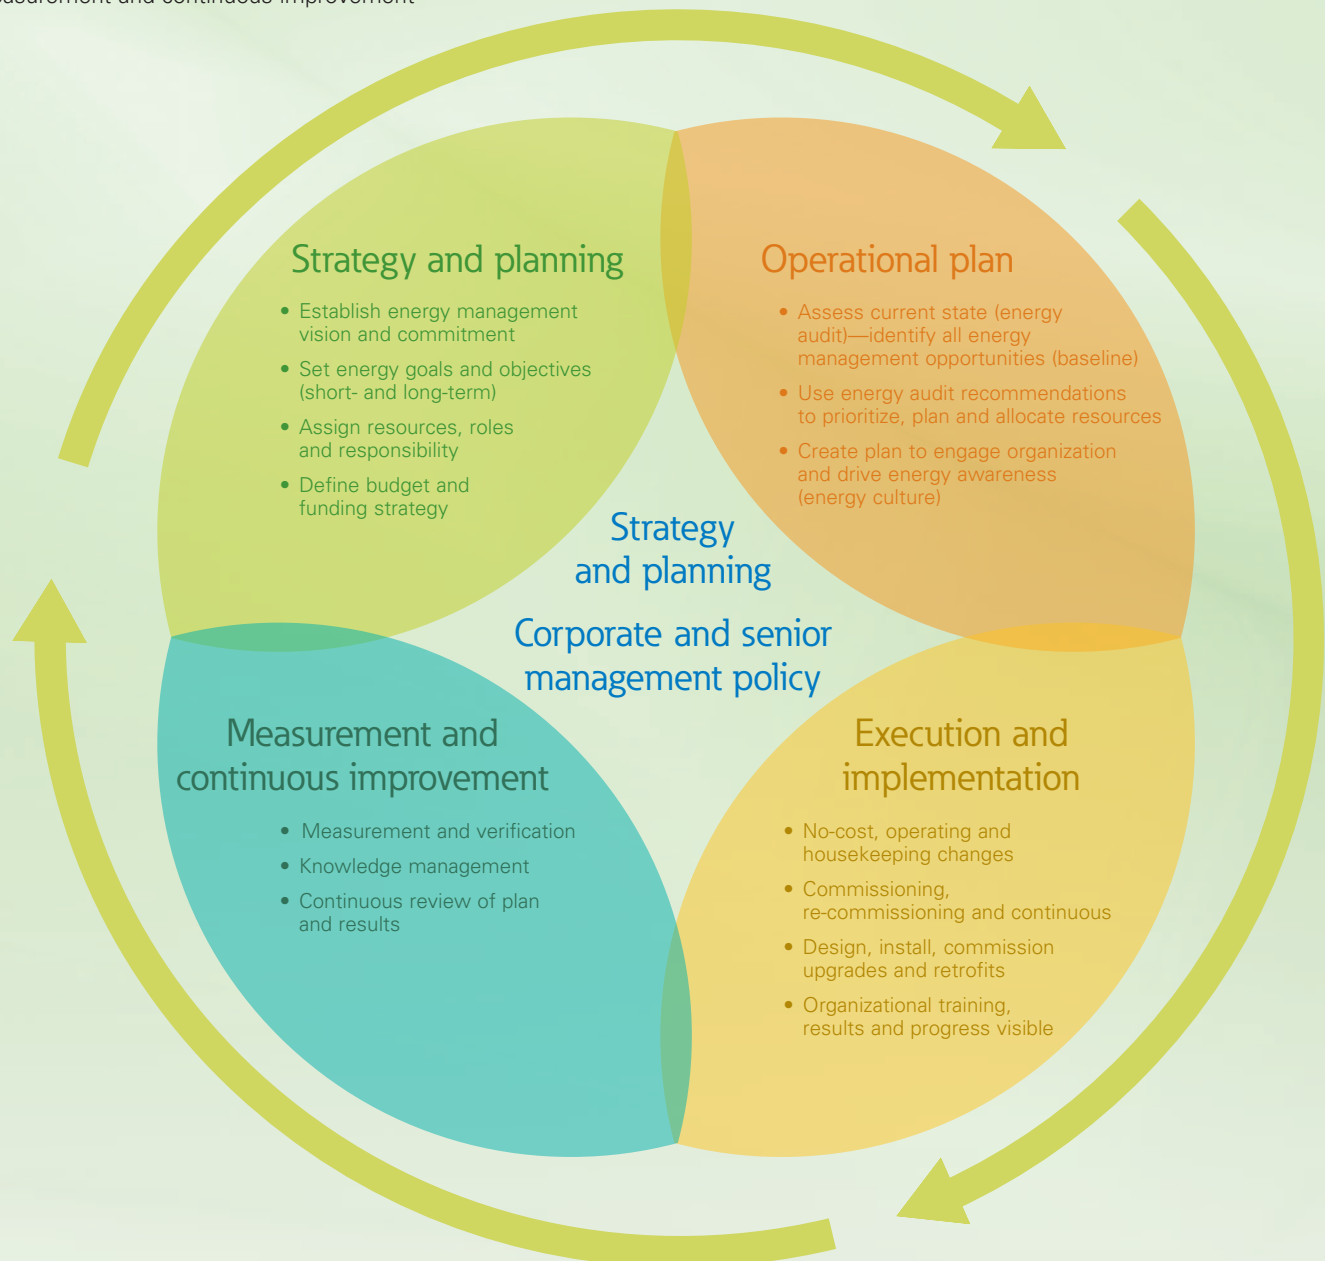 continuous improvement
Strategy and planning
• Establish energy management
vision and commitment
• Set energy goals and objectives
(short- and long-term)
• Assign resources, roles
and responsibility
• Define budget and
funding strategy
Operational plan
• Assess current state (energy
audit)—identify all energy
management opportunities (baseline)
• Use energy audit recommendations
to prioritize, plan and allocate resources
• Create plan to engage organization
and drive energy awareness
(energy culture)
Strategy
and planning
Corporate and senior
management policy
Measurement and
continuous improvement
• Measurement and verification
• Knowledge management
• Continuous review of plan
and results
Execution and
implementation
• No-cost, operating and
housekeeping changes
• Commissioning,
re-commissioning and continuous
• Design, install, commission
upgrades and retrofits
• Organizational training,
results and progress visible